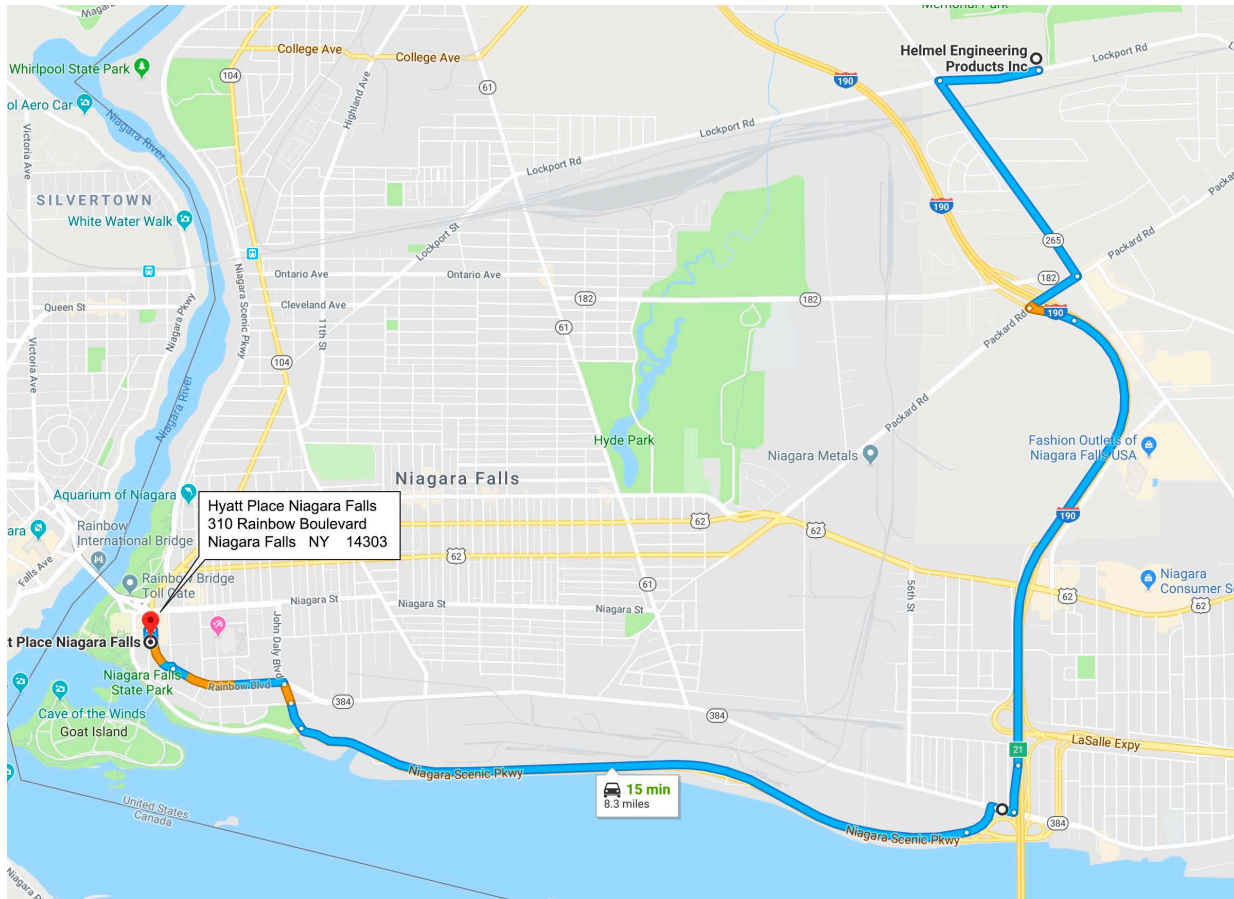 Memorial Park
Helmel Engineering
Products Inc
Lockport Rd
College Ave
College Ave
Whirlpool State Park
104
190
190
61
ol Aero Car
Highland Ave
Niagara River
Victoria Ave
Lockport Rd
SILVERTOWN
White Water Walk
190
Packard Rd
265
Packard Rd
Lockport St
Niagara Scenic Pkwy
Ontario Ave
Ontario Ave
182
Niagara Pkwy
Queen St
Cleveland Ave
182
182
190
11th St
61
Packard Rd
Victoria Ave
104
Niagara River
Hyde Park
Packard Rd
Fashion Outlets of
Niagara Falls USA
Niagara Metals
Niagara Falls
Aquarium of Niagara
Hyatt Place Niagara Falls
310 Rainbow Boulevard
Niagara Falls NY 14303
62
62
190
ara
Rainbow
International Bridge
Falls Ave
62
Rainbow Bridge
Toll Gate
61
56th St
62
62
Niagara
Consumer S
Niagara St
Niagara St
Niagara St
John Daly Blvd
t Place Niagara Falls
Niagara Falls
State Park
Rainbow Blvd
384
384
Cave of the Winds
Goat Island
LaSalle Expy
21
Niagara Scenic Pkwy
15 min
8.3 miles
United States
Canada
384
Niagara Scenic Pkwy